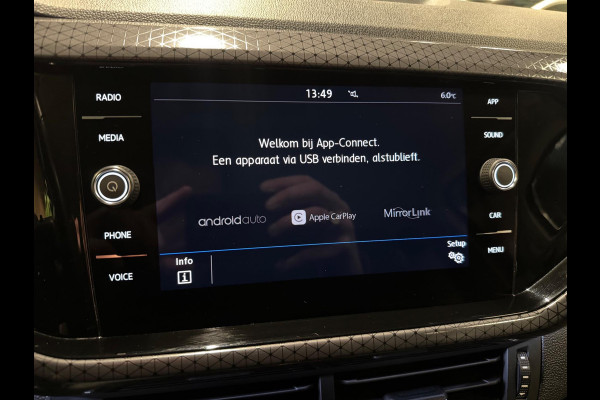 RADIO
13:49
6.0°C
APP
MEDIA
SOUND
Welkom bij App-Connect.
Een apparaat via USB verbinden, alstublieft.
androidauto
Apple CarPlay
MirrorLink
CAR
PHONE
Setup
MENU
Info
VOICE